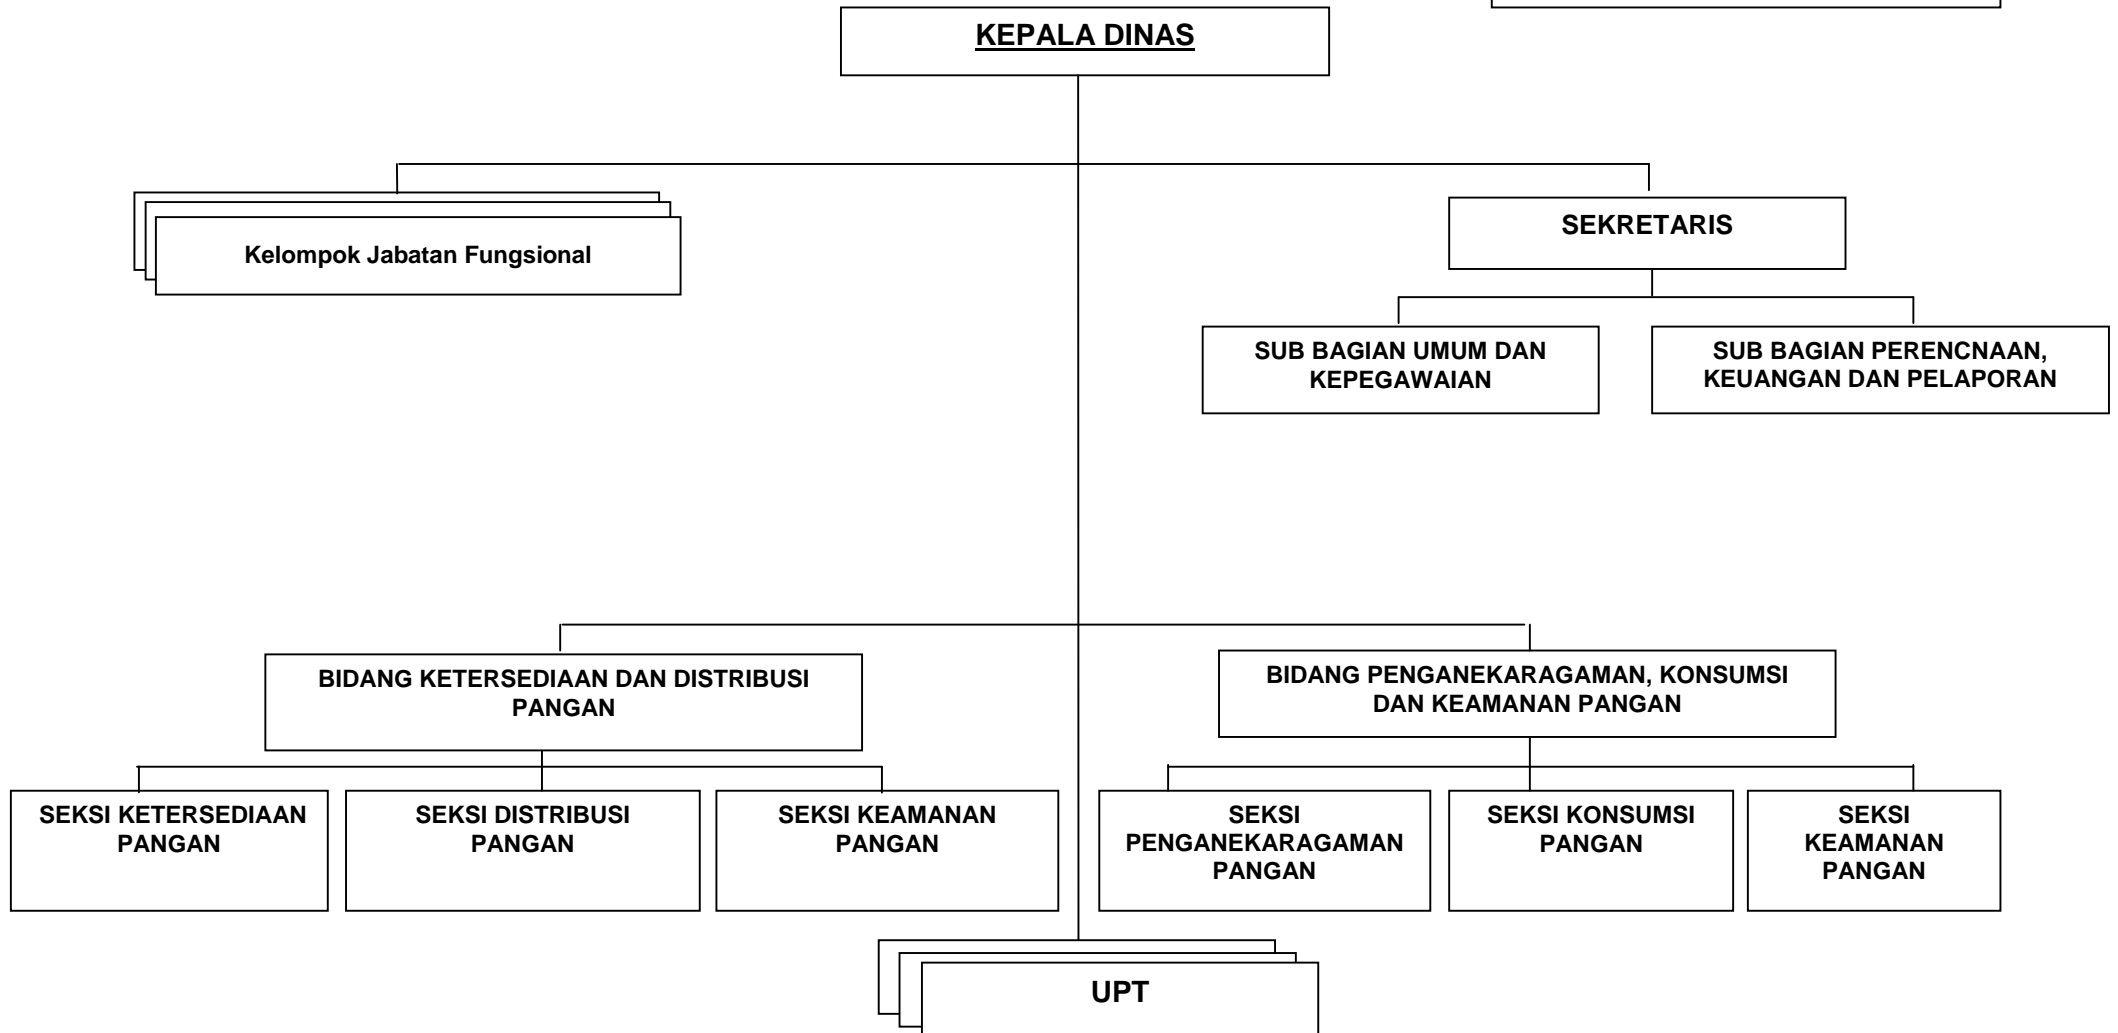 KEPALA DINAS
Kelompok Jabatan Fungsional
SEKRETARIS
SUB BAGIAN UMUM DAN
KEPEGAWAIAN
SUB BAGIAN PERENCNAAN,
KEUANGAN DAN PELAPORAN
BIDANG KETERSEDIAAN DAN DISTRIBUSI
PANGAN
BIDANG PENGANEKARAGAMAN, KONSUMSI
DAN KEAMANAN PANGAN
SEKSI KETERSEDIAAN
PANGAN
SEKSI DISTRIBUSI
PANGAN
SEKSI KEAMANAN
PANGAN
SEKSI
PENGANEKARAGAMAN
PANGAN
SEKSI KONSUMSI
PANGAN
SEKSI
KEAMANAN
PANGAN
UPT